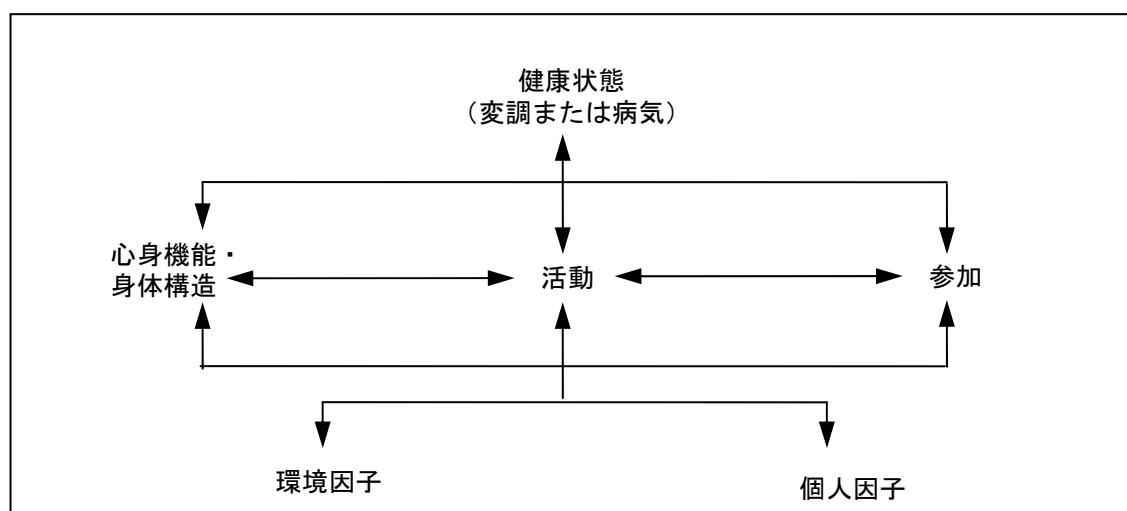 健康状態
（変調または病気）
心身機能・
身体構造
活動
参加
環境因子
個人因子